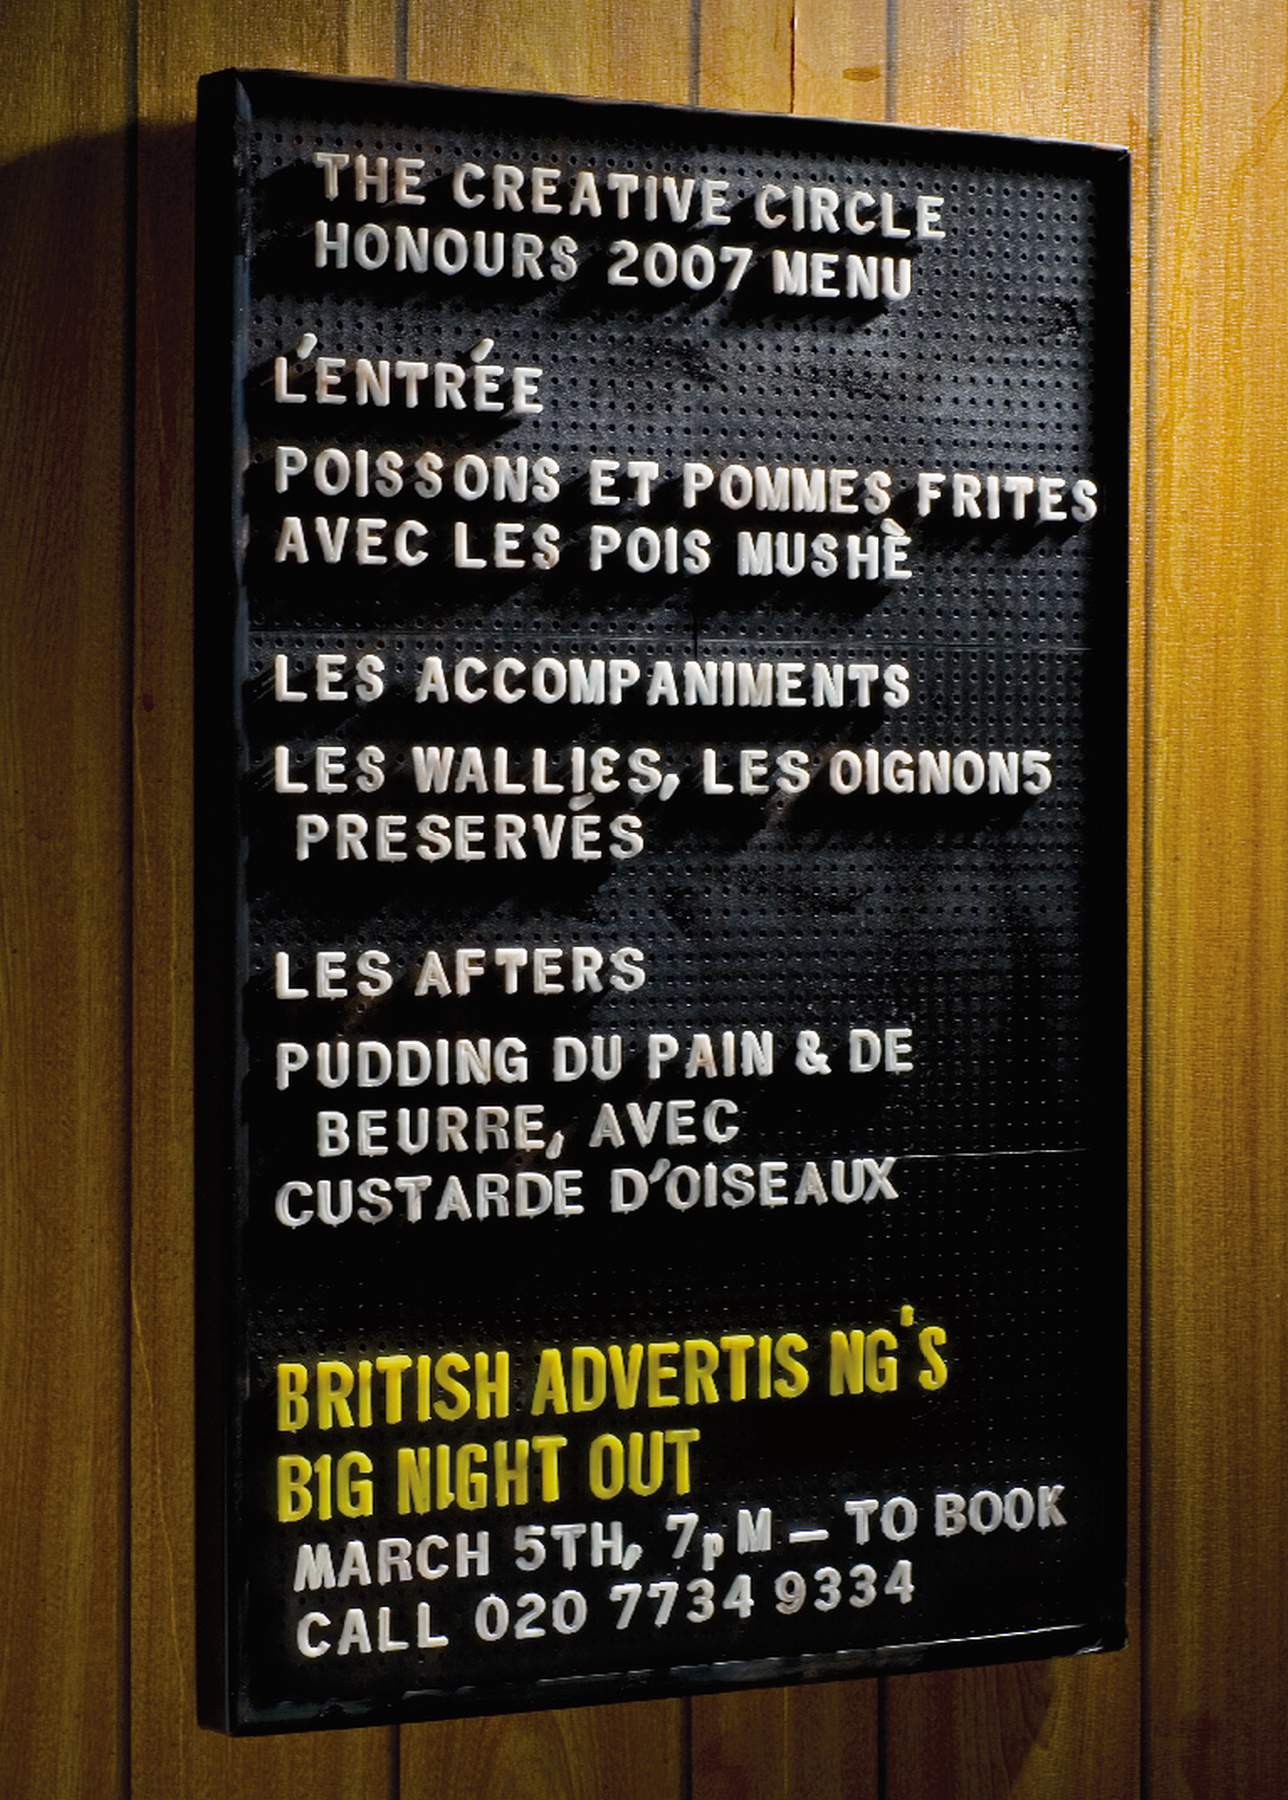 THE CREATIVE CIRCLE
HONOURS 2007 MENU
L'ENTRÉE
POISSONS ET POMMES FRITES
AVEC LES POIS MUSHÈ
LES ACCOMPANIMENTS
LES WALLIES, LES OIGNON5
PRESERVÉS
LES AFTERS
PUDDING DU PAIN & DE
BEURRE, AVEC
CUSTARDE D'OISEAUX
BRITISH ADVERTIS NG'S
B1G NIGHT OUT
MARCH 5TH, 7pM – TO BOOK
CALL 020 7734 9334